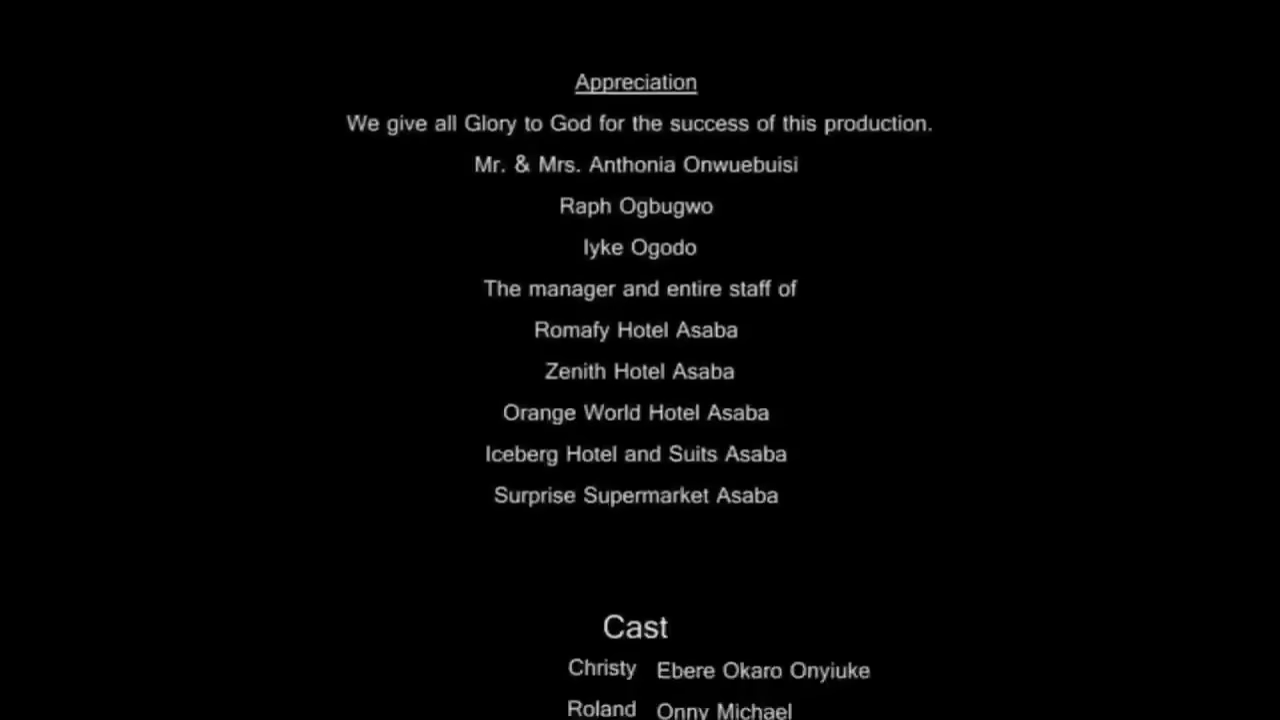 Appreciation
We give all Glory to God for the success of this production.
Mr. & Mrs. Anthonia Onwuebuisi
Raph Ogbugwo
Iyke Ogodo
The manager and entire staff of
Romafy Hotel Asaba
Zenith Hotel Asaba
Orange World Hotel Asaba
Iceberg Hotel and Suits Asaba
Surprise Supermarket Asaba
Cast
Christy Ebere Okaro Onyiuke
Roland Onny Michael